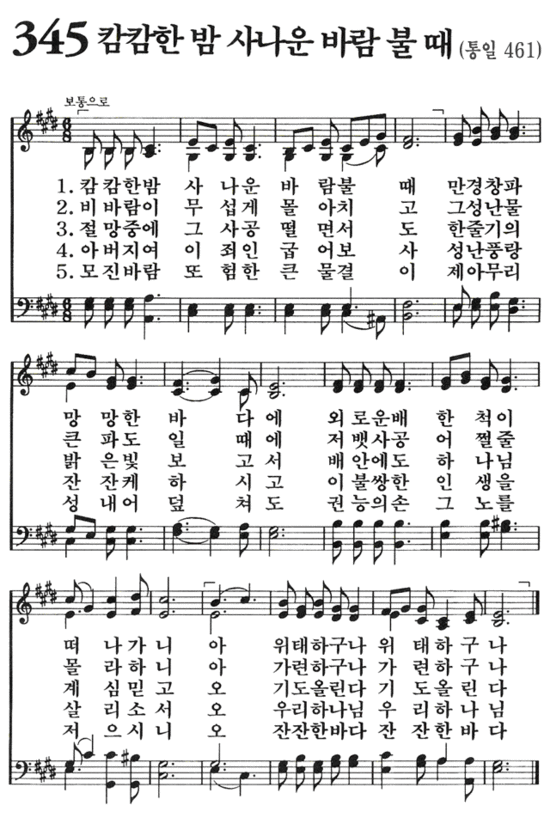 345 캄캄한 밤 사나운 바람 불 때 (통일 461)
보통으로
1. 캄 캄한밤 사 나운 바 람불 때 만경창파
2. 비 바람이 무 섭게 몰 아치 고 그성난물
3. 절 망중에 그 사공 떨 면서 도 한줄기의
4. 아 버지여 이 죄인 굽 어보 사 성난풍랑
5. 모 진바람 또 험한 큰 물결 이 제아무리
망 망한 바 다에 외 로운배 한 척이
큰 파도 일 때에 저 뱃사공 어 쩔줄
밝 은빛 보 고서 배 안에도 하 나님
잔 잔케 하 시고 이 불쌍한 인 생을
성 내어 덮 쳐도 권 능의손 그 노를
떠 나가 니 아 위태하구나 위 태하구 나
몰 라하 니 아 가련하구나 가 련하구 나
계 심믿 고 오 기도올린다 기 도올린 다
살 리소 서 오 우리하나님 우 리하나 님
저 으시 니 오 잔잔한바다 잔 잔한바 다